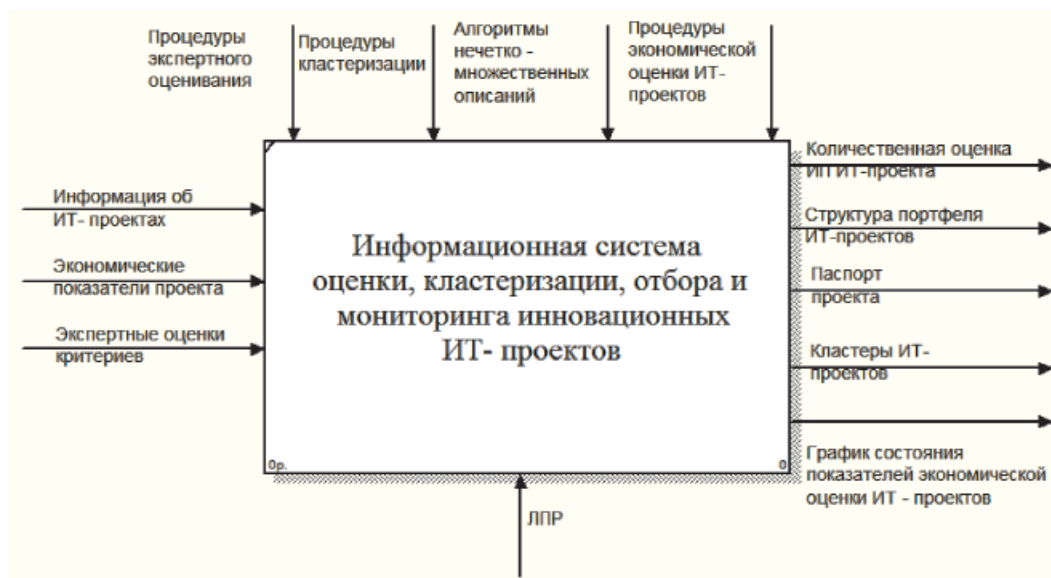 Процедуры
экспертного
оценивания
Процедуры
кластеризации
Алгоритмы
нечетко -
множественных
описаний
Процедуры
экономической
оценки ИТ-
проектов
Информация об
ИТ- проектах
Экономические
показатели проекта
Экспертные оценки
критериев
Информационная система
оценки, кластеризации, отбора и
мониторинга инновационных
ИТ- проектов
0р.
0
Количественная оценка
ИП ИТ-проекта
Структура портфеля
ИТ-проектов
Паспорт
проекта
Кластеры ИТ-
проектов
График состояния
показателей экономической
оценки ИТ - проектов
ЛПР